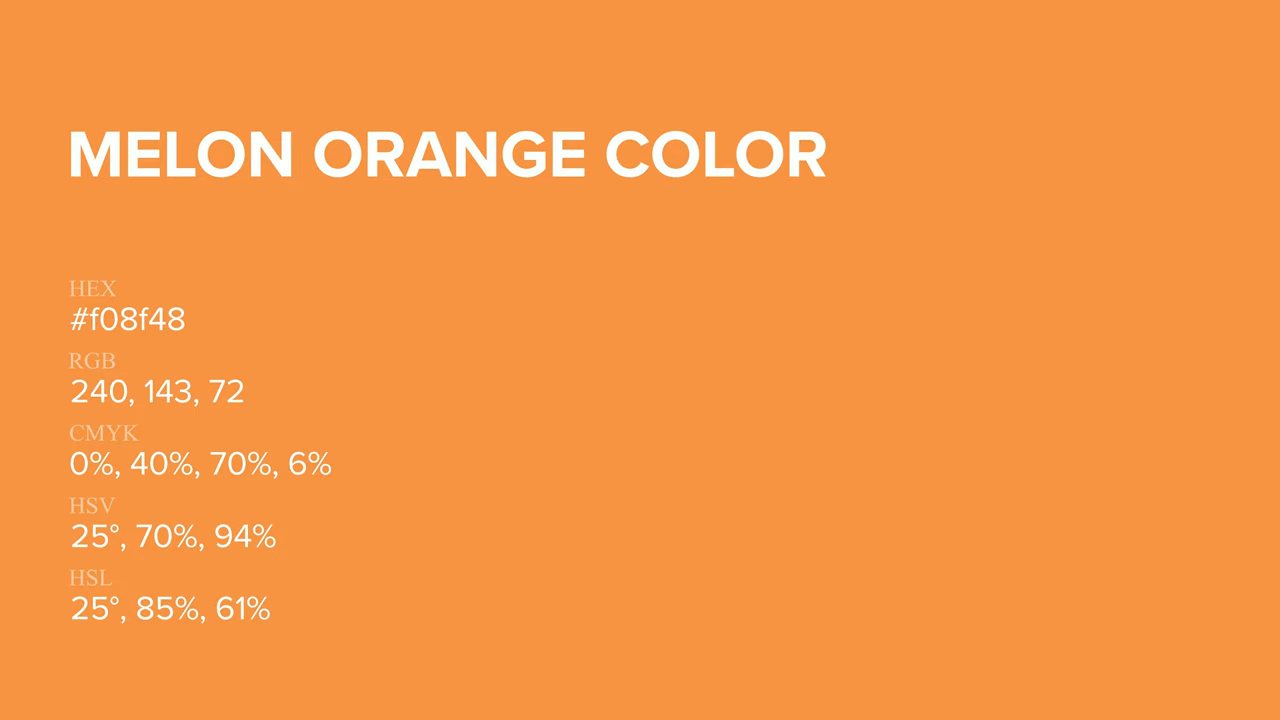 MELON ORANGE COLOR
HEX
#f08f48
RGB
240, 143, 72
CMYK
0%, 40%, 70%, 6%
HSV
25°, 70%, 94%
HSL
25°, 85%, 61%